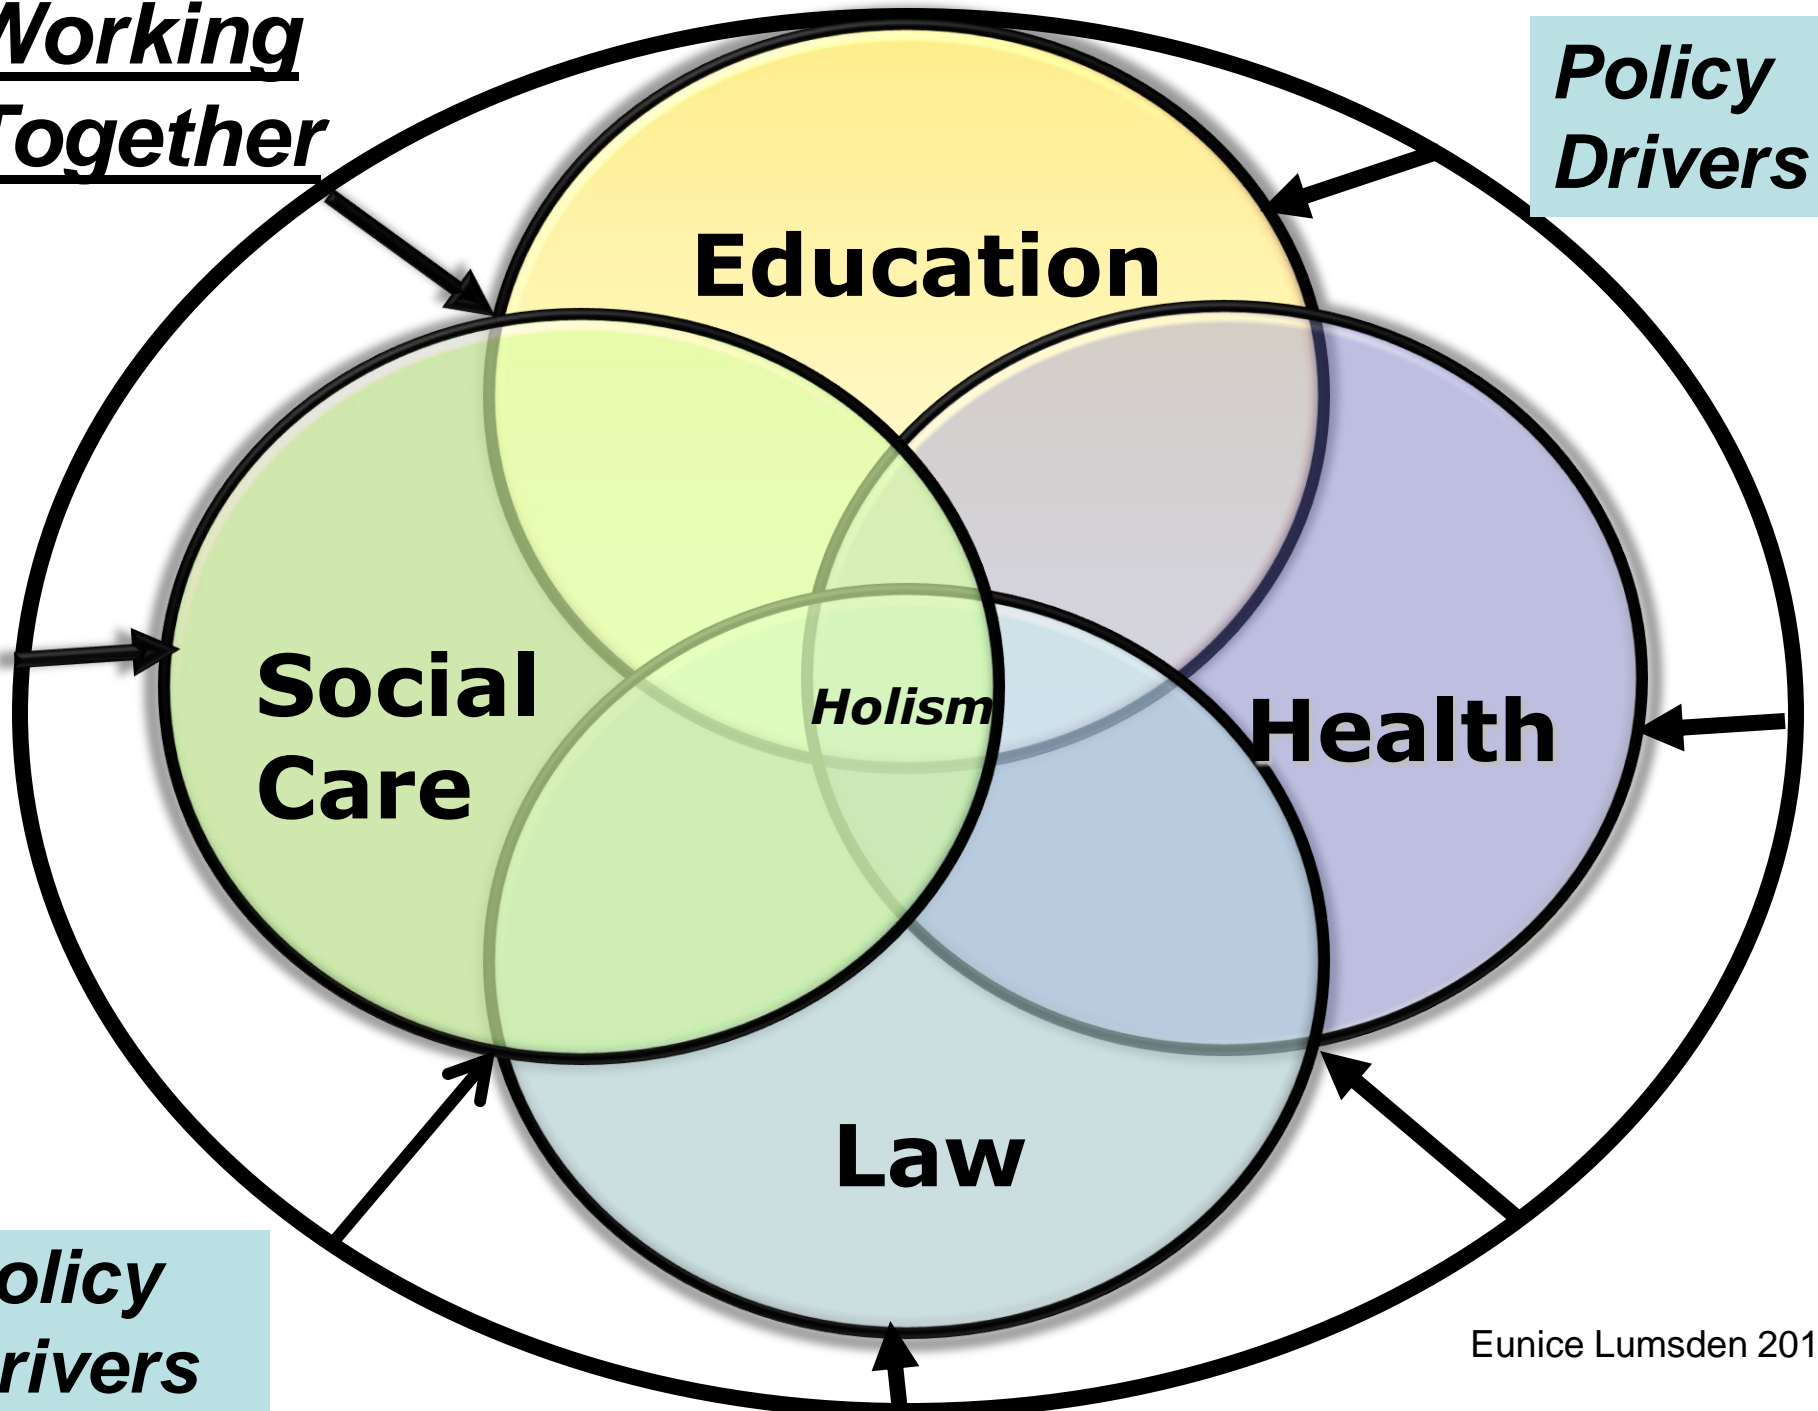 Working
Together
Policy
Drivers
Education
Social
Care
Holism
Health
Law
olicy
rivers
Eunice Lumsden 201